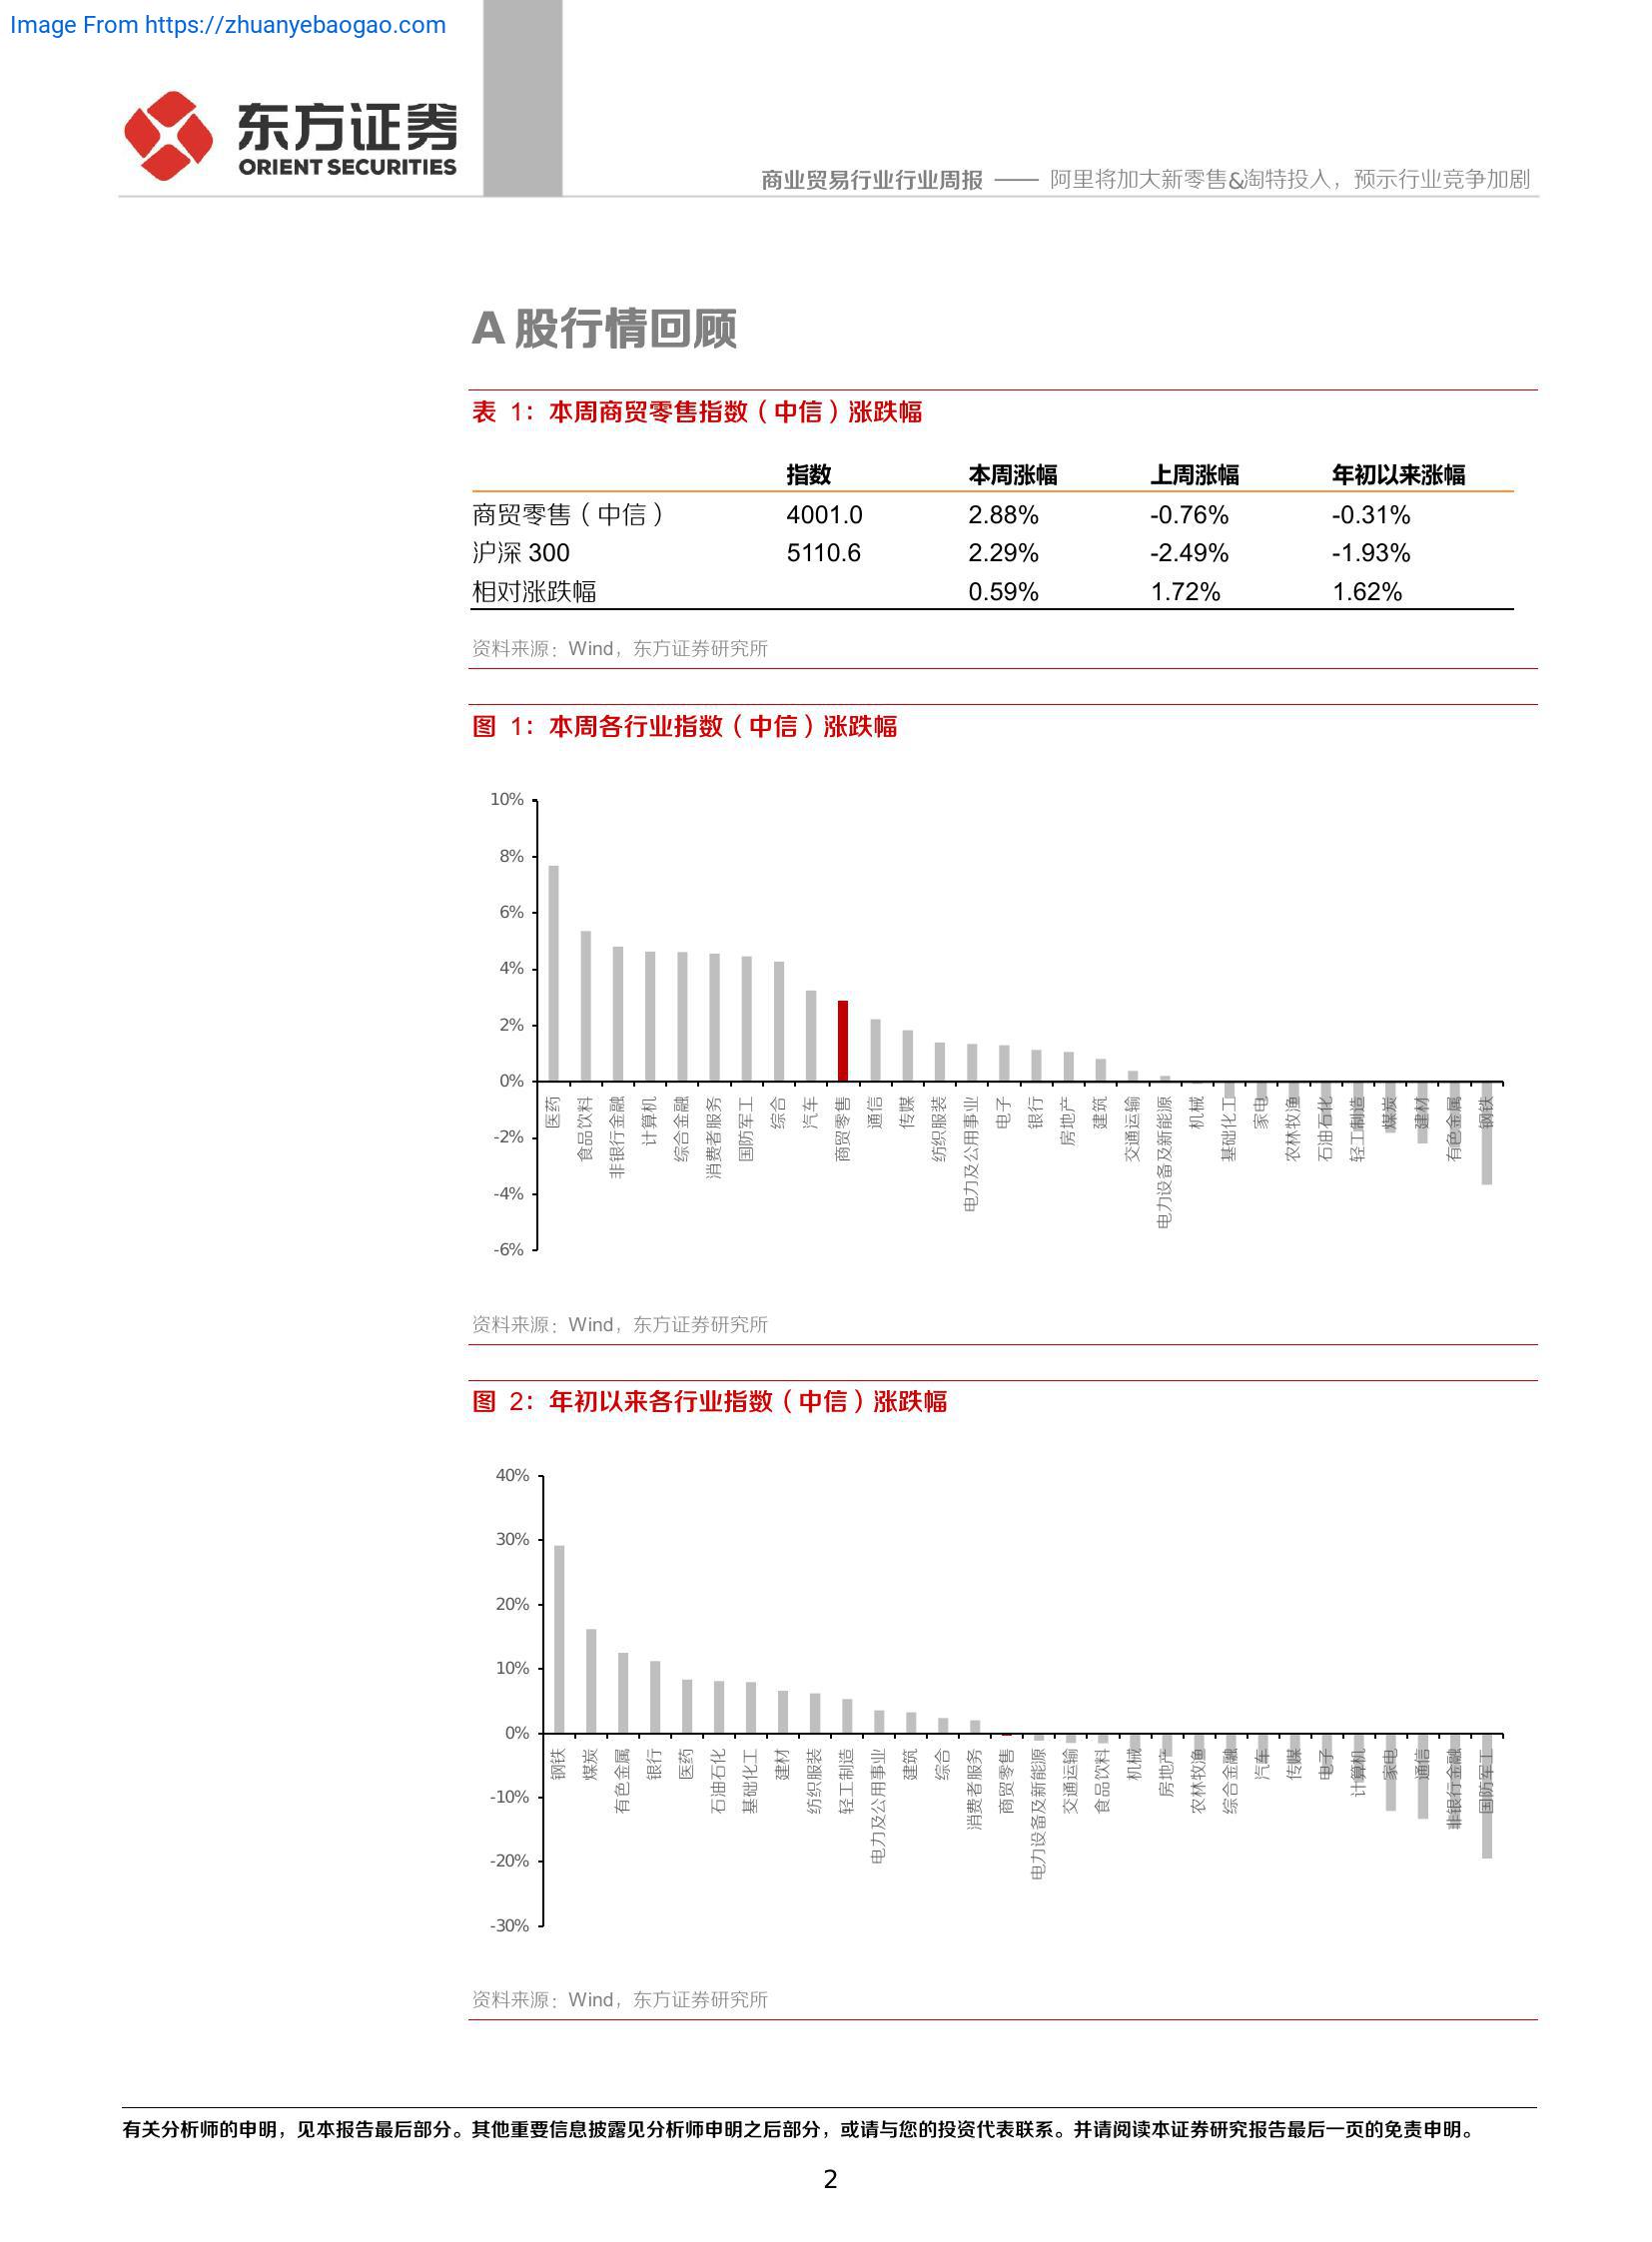 Image From https://zhuanyebaogao.com
东方证券
ORIENT SECURITIES
商业贸易行业行业周报 —— 阿里将加大新零售&淘特投入，预示行业竞争加剧
A 股行情回顾
表 1：本周商贸零售指数（中信）涨跌幅
指数 本周涨幅 上周涨幅 年初以来涨幅
商贸零售（中信） 4001.0 2.88% -0.76% -0.31%
沪深 300 5110.6 2.29% -2.49% -1.93%
相对涨跌幅 0.59% 1.72% 1.62%
资料来源：Wind，东方证券研究所
图 1：本周各行业指数（中信）涨跌幅
10%
8%
6%
4%
2%
0%
-2%
-4%
-6%
医药
食品饮料
非银行金融
计算机
综合金融
消费者服务
国防军工
综合
汽车
商贸零售
通信
传媒
纺织服装
电力及公用事业
电子
银行
房地产
建筑
交通运输
电力设备及新能源
机械
基础化工
家电
农林牧渔
石油石化
轻工制造
煤炭
建材
有色金属
钢铁
资料来源：Wind，东方证券研究所
图 2：年初以来各行业指数（中信）涨跌幅
40%
30%
20%
10%
0%
-10%
-20%
-30%
钢铁
煤炭
有色金属
银行
医药
石油石化
基础化工
建材
纺织服装
轻工制造
电力及公用事业
建筑
综合
消费者服务
商贸零售
电力设备及新能源
交通运输
食品饮料
机械
房地产
农林牧渔
综合金融
汽车
传媒
电子
计算机
家电
通信
非银行金融
国防军工
资料来源：Wind，东方证券研究所
有关分析师的申明，见本报告最后部分。其他重要信息披露见分析师申明之后部分，或请与您的投资代表联系。并请阅读本证券研究报告最后一页的免责申明。
2